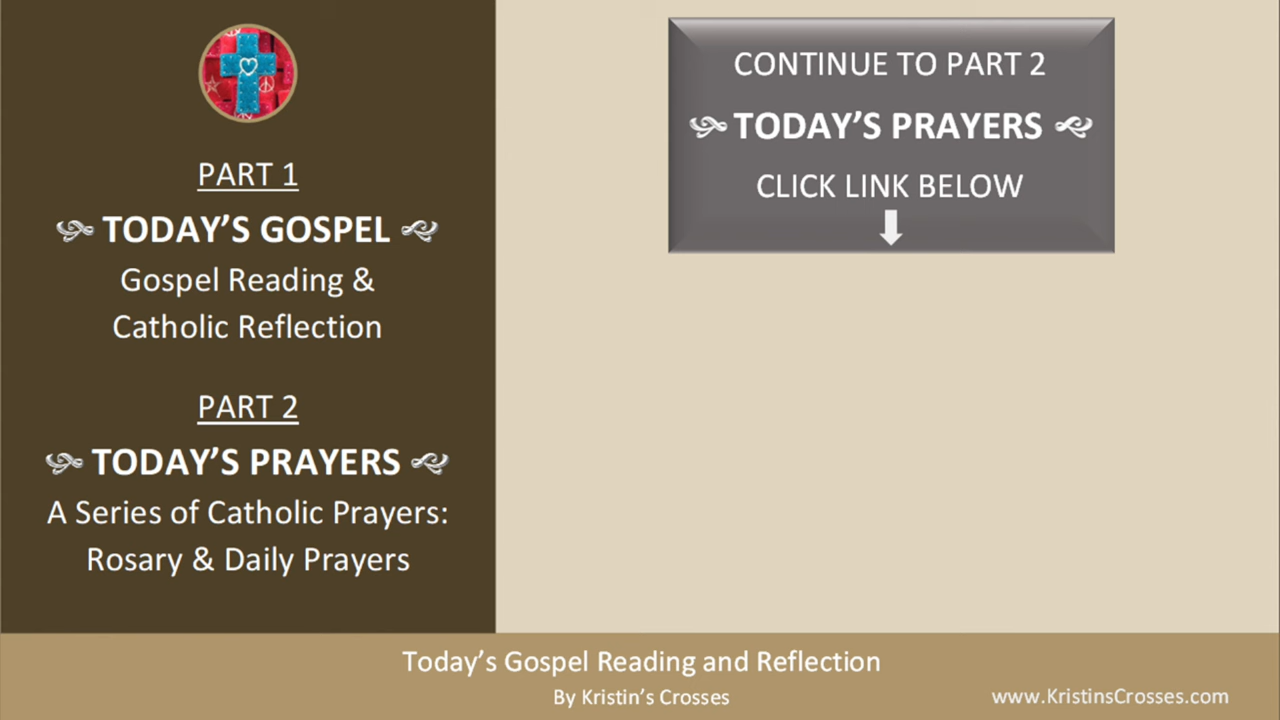 PART 1
TODAY’S GOSPEL
Gospel Reading &
Catholic Reflection
PART 2
TODAY’S PRAYERS
A Series of Catholic Prayers:
Rosary & Daily Prayers
CONTINUE TO PART 2
TODAY’S PRAYERS
CLICK LINK BELOW
Today’s Gospel Reading and Reflection
By Kristin’s Crosses
www.KristinsCrosses.com